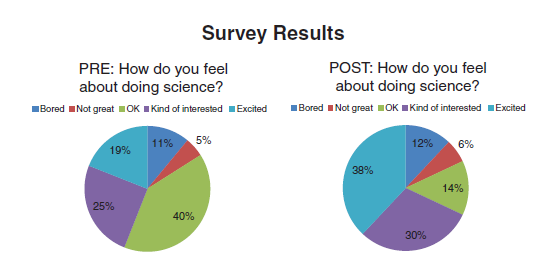 Survey Results
PRE: How do you feel
about doing science?
Bored Not great OK Kind of interested Excited
11%
5%
40%
25%
19%
POST: How do you feel
about doing science?
Bored Not great OK Kind of interested Excited
12%
6%
14%
30%
38%